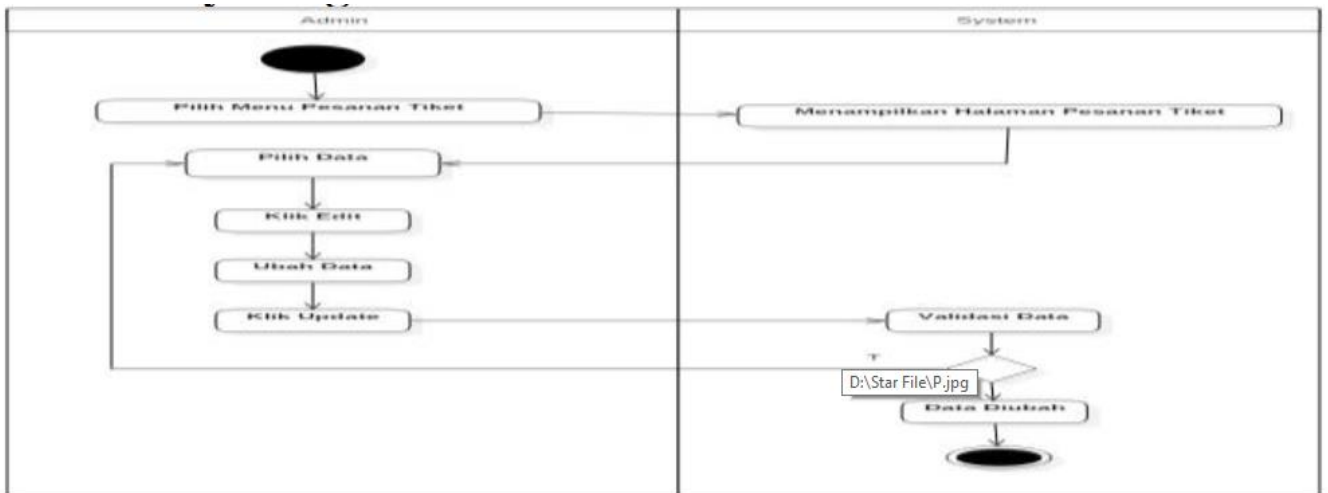 Admin
System
Pilih Menu Pesanan Tiket
Menampilkan Halaman Pesanan Tiket
Pilih Data
Klik Edit
Ubah Data
Klik Update
Validasi Data
T
D:\Star File\P.jpg
Data Diubah